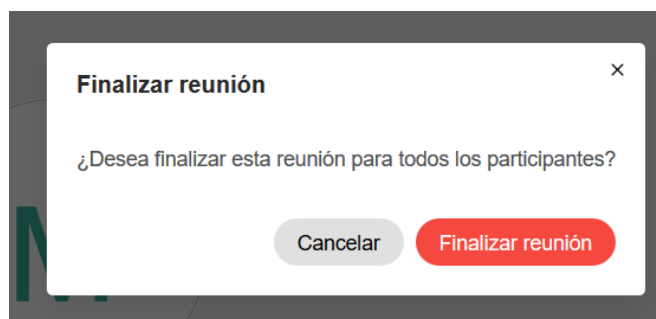 Finalizar reunión
¿Desea finalizar esta reunión para todos los participantes?
Cancelar
Finalizar reunión